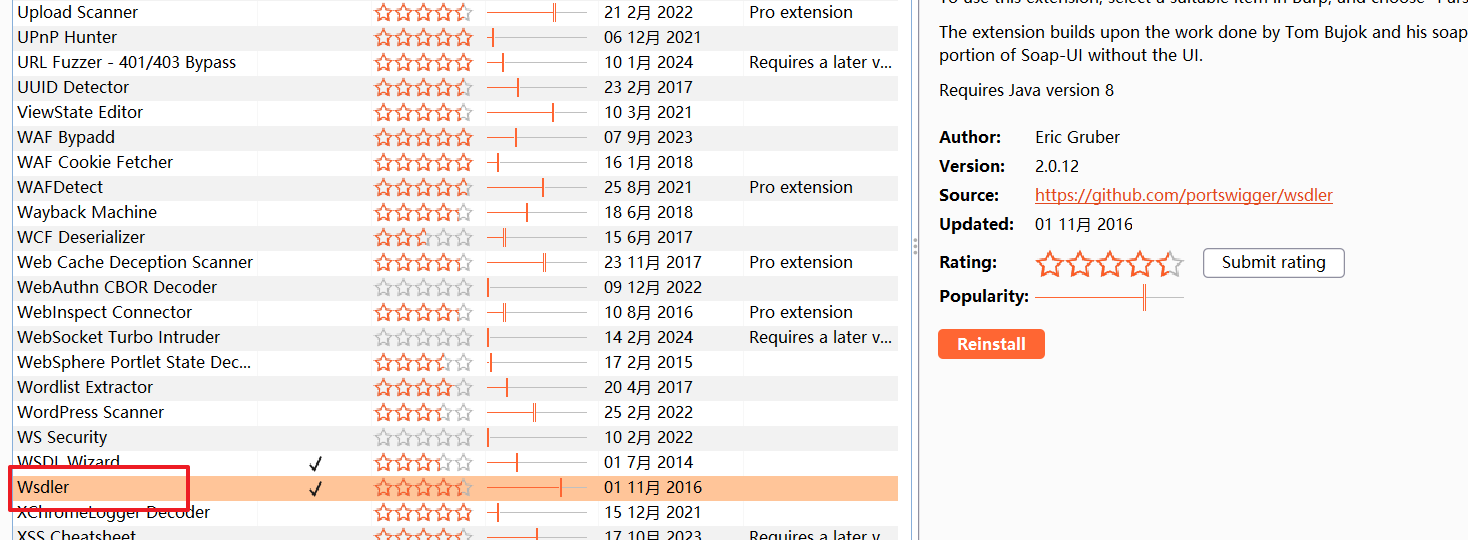 Upload Scanner 21 2月 2022 Pro extension
UPnP Hunter 06 12月 2021
URL Fuzzer - 401/403 Bypass 10 1月 2024 Requires a later v...
UUID Detector 23 2月 2017
ViewState Editor 10 3月 2021
WAF Bypadd 07 9月 2023
WAF Cookie Fetcher 16 1月 2018
WAFDetect 25 8月 2021 Pro extension
Wayback Machine 18 6月 2018
WCF Deserializer 15 6月 2017
Web Cache Deception Scanner 23 11月 2017 Pro extension
WebAuthn CBOR Decoder 09 12月 2022
WebInspect Connector 10 8月 2016 Pro extension
WebSocket Turbo Intruder 14 2月 2024 Requires a later v...
WebSphere Portlet State Dec... 17 2月 2015
Wordlist Extractor 20 4月 2017
WordPress Scanner 25 2月 2022
WS Security 10 2月 2022
WSDL Wizard 01 7月 2014
Wsdler 01 11月 2016
XChromeLogger Decoder 15 12月 2021
XSS Cheatsheet 17 10月 2023 Requires a later v...
To use this extension, select a suitable item in Burp, and choose "Pars
The extension builds upon the work done by Tom Bujok and his soap
portion of Soap-UI without the UI.
Requires Java version 8
Author: Eric Gruber
Version: 2.0.12
Source: https://github.com/portswigger/wsdler
Updated: 01 11月 2016
Rating: Submit rating
Popularity:
Reinstall